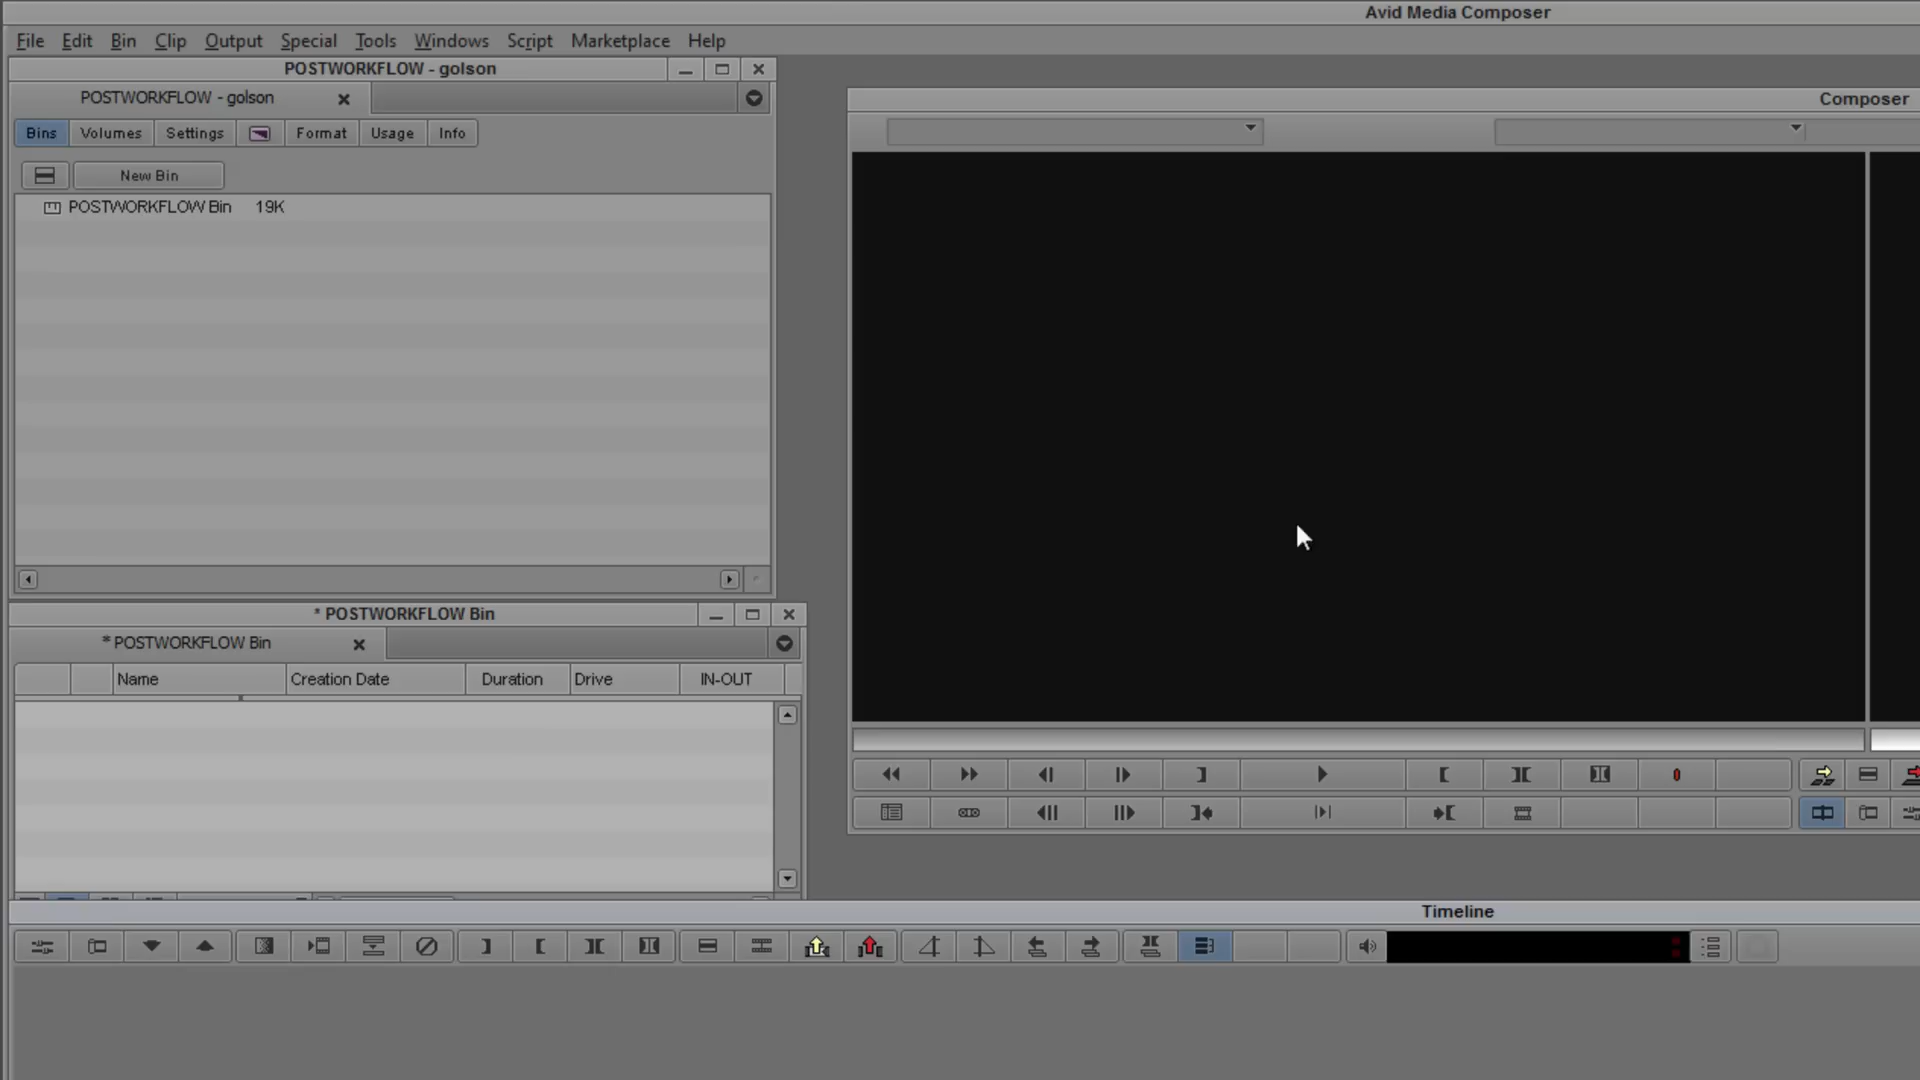 Avid Media Composer
File Edit Bin Clip Output Special Tools Windows Script Marketplace Help
POSTWORKFLOW - golson
POSTWORKFLOW - golson
Composer
Bins Volumes Settings Format Usage Info
New Bin
POSTWORKFLOW Bin 19K
* POSTWORKFLOW Bin
* POSTWORKFLOW Bin
Name Creation Date Duration Drive IN-OUT
Timeline